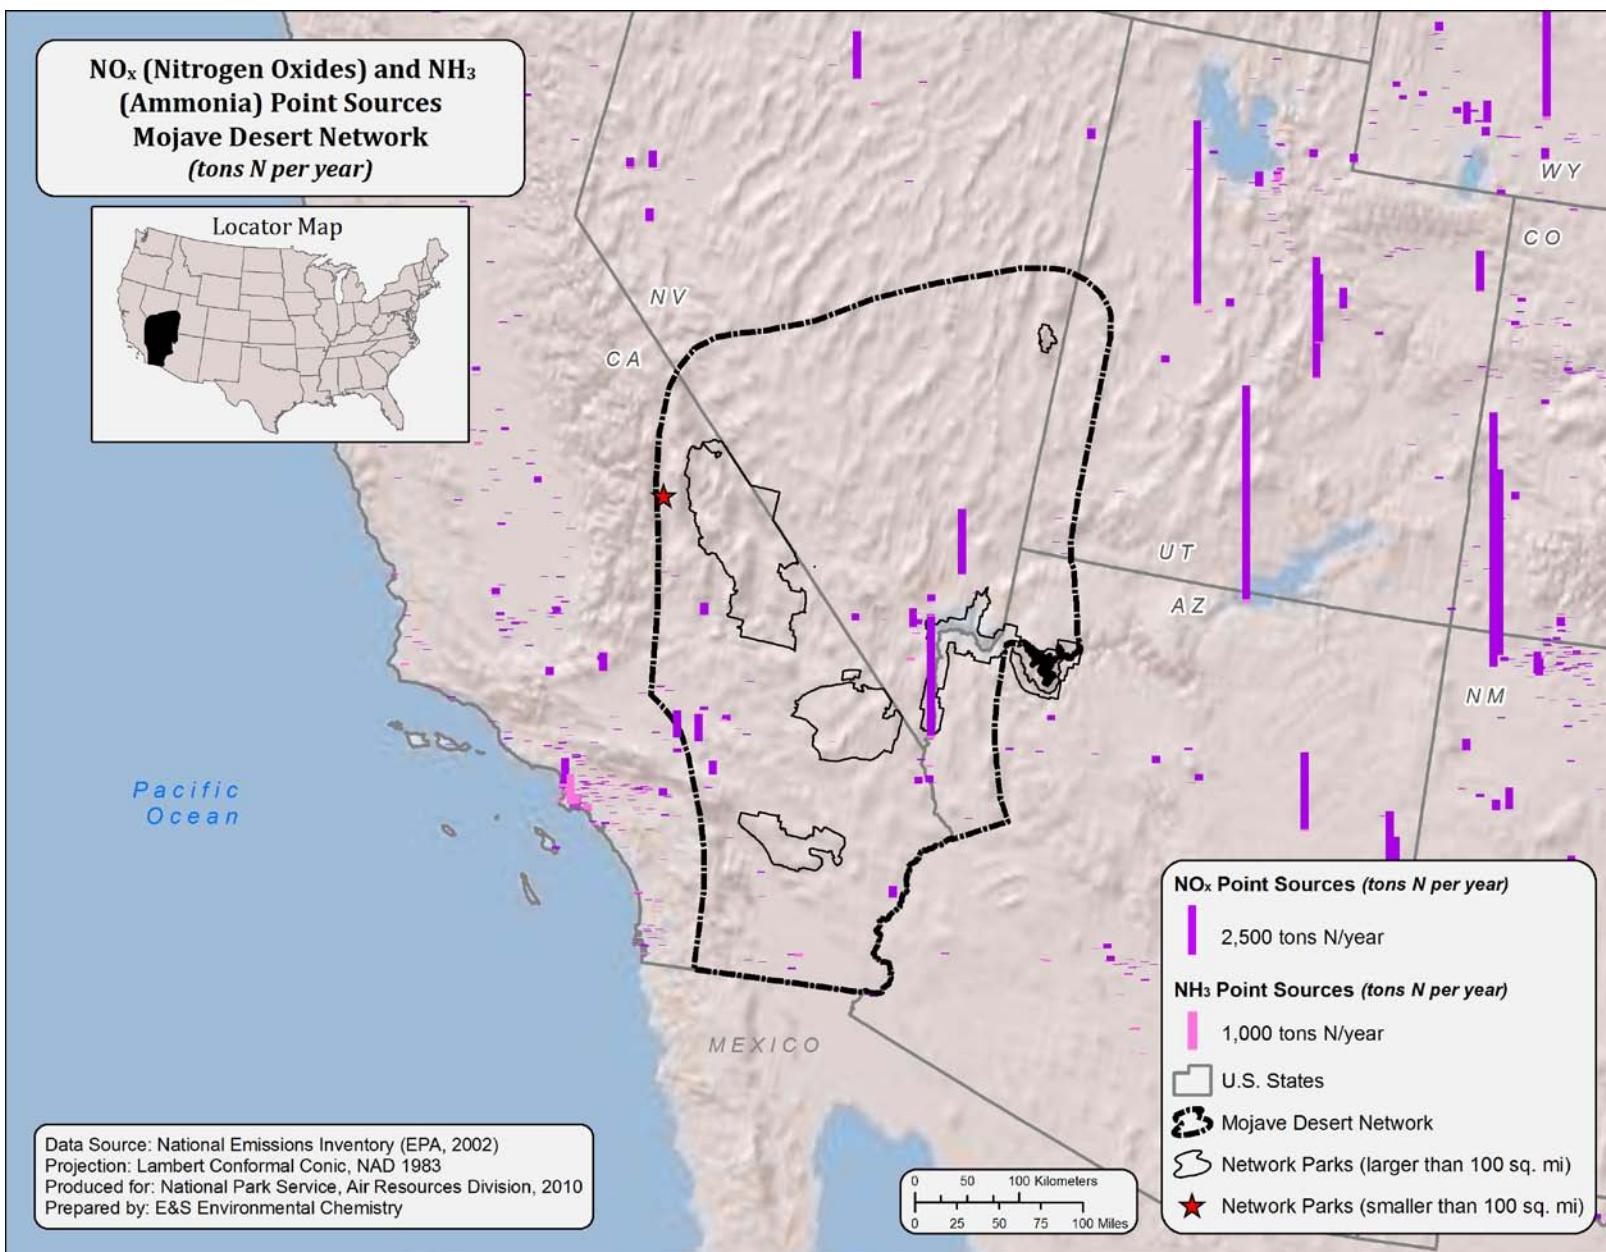 NOx (Nitrogen Oxides) and NH3
(Ammonia) Point Sources
Mojave Desert Network
(tons N per year)
Locator Map
WY
CO
NV
CA
UT
AZ
NM
Pacific
Ocean
MEXICO
NOx Point Sources (tons N per year)
2,500 tons N/year
NH3 Point Sources (tons N per year)
1,000 tons N/year
U.S. States
Mojave Desert Network
Network Parks (larger than 100 sq. mi)
Network Parks (smaller than 100 sq. mi)
Data Source: National Emissions Inventory (EPA, 2002)
Projection: Lambert Conformal Conic, NAD 1983
Produced for: National Park Service, Air Resources Division, 2010
Prepared by: E&S Environmental Chemistry
0 50 100 Kilometers
0 25 50 75 100 Miles